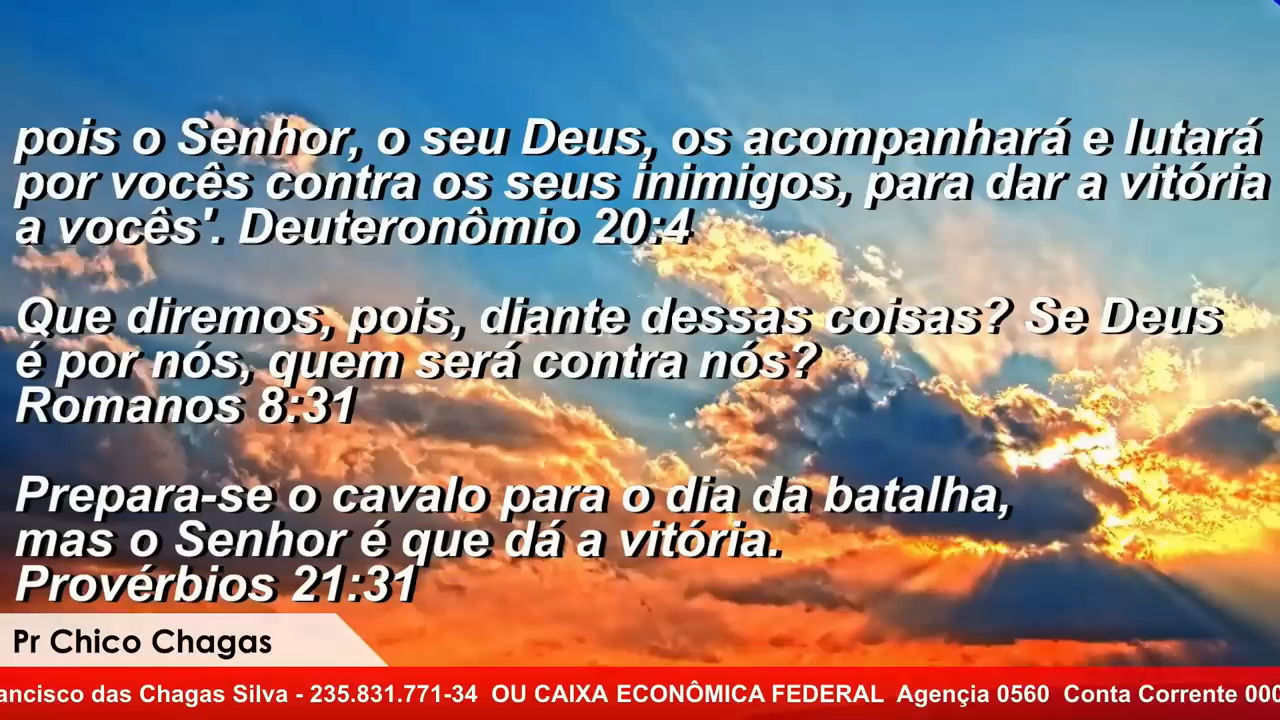 pois o Senhor, o seu Deus, os acompanhará e lutará
por vocês contra os seus inimigos, para dar a vitória
a vocês'. Deuteronômio 20:4
Que diremos, pois, diante dessas coisas? Se Deus
é por nós, quem será contra nós?
Romanos 8:31
Prepara-se o cavalo para o dia da batalha,
mas o Senhor é que dá a vitória.
Provérbios 21:31
Pr Chico Chagas
ancisco das Chagas Silva - 235.831.771-34 OU CAIXA ECONÔMICA FEDERAL Agençia 0560 Conta Corrente 000